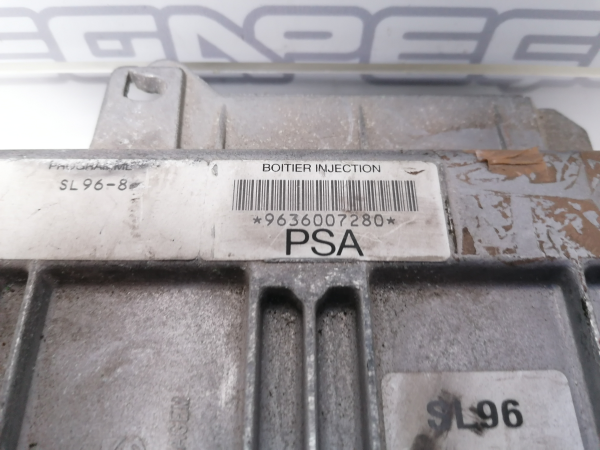 SL96-8
BOITIER INJECTION
*9636007280*
PSA
SL96